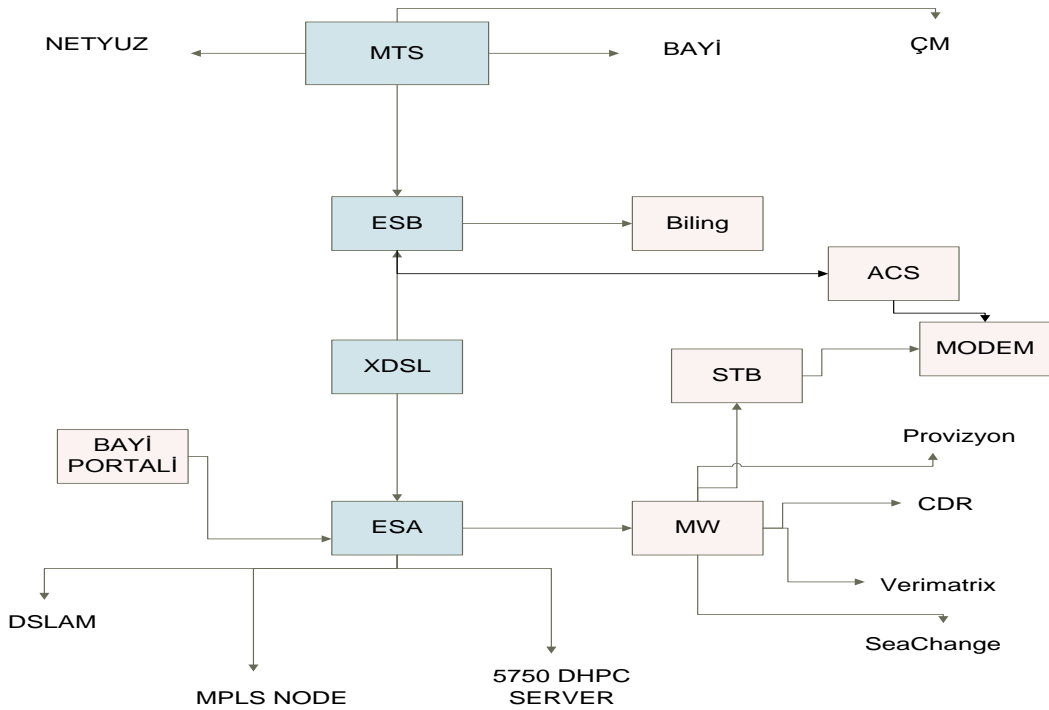 NETYUZ
MTS
BAYİ
ÇM
ESB
Biling
ACS
MODEM
XDSL
STB
BAYİ
PORTALİ
Provizyon
ESA
MW
CDR
Verimatrix
DSLAM
SeaChange
MPLS NODE
5750 DHPC
SERVER